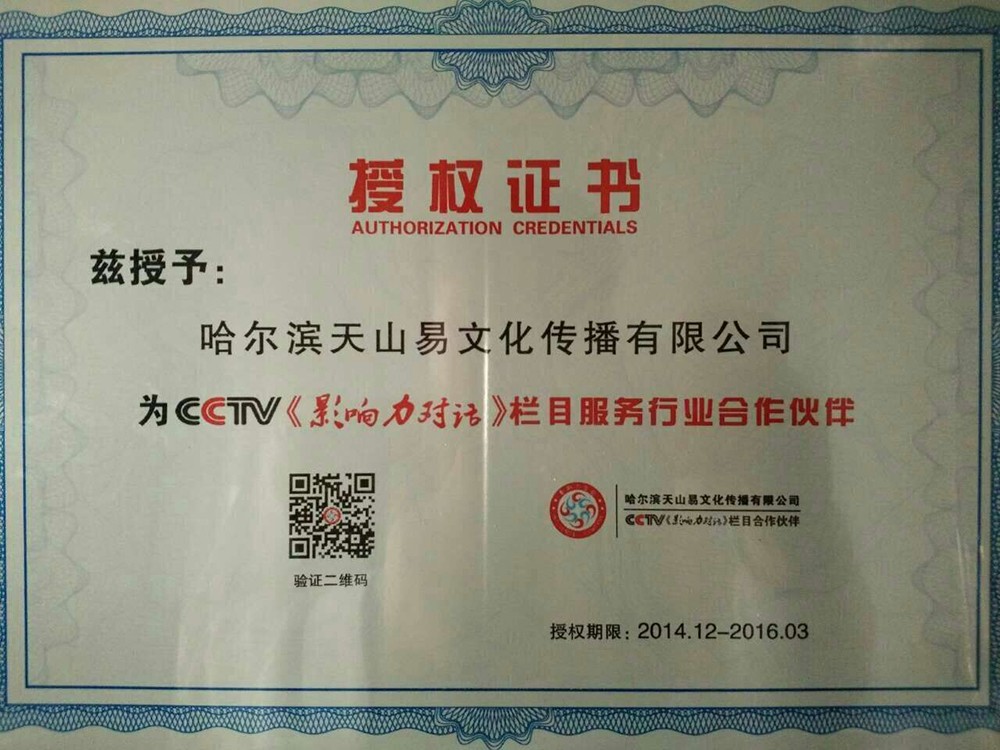 授权证书
AUTHORIZATION CREDENTIALS
兹授予：
哈尔滨天山易文化传播有限公司
为CCTV《影响力对话》栏目服务行业合作伙伴
哈尔滨天山易文化传播有限公司
CCTV《影响力对话》栏目合作伙伴
验证二维码
授权期限：2014.12-2016.03